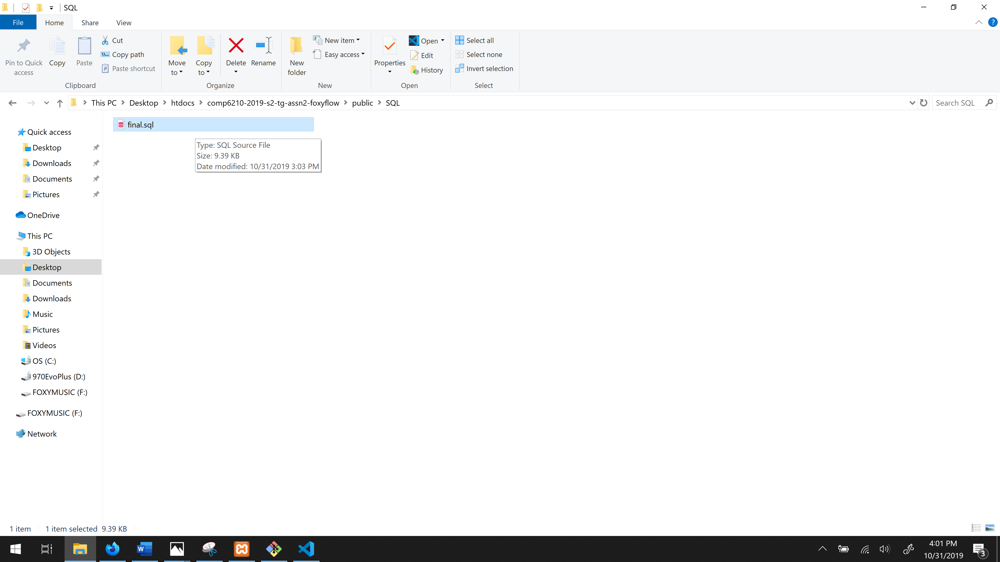 SQL
File Home Share View
Pin to Quick access
Copy
Paste
Cut
Copy path
Paste shortcut
Clipboard
Move to
Copy to
Delete
Rename
Organize
New folder
New item
Easy access
New
Properties
Open
Edit
History
Open
Select all
Select none
Invert selection
Select
This PC Desktop htdocs comp6210-2019-s2-tg-assn2-foxyflow public SQL
Search SQL
Quick access
Desktop
Downloads
Documents
Pictures
OneDrive
This PC
3D Objects
Desktop
Documents
Downloads
Music
Pictures
Videos
OS (C:)
970EvoPlus (D:)
FOXYMUSIC (F:)
FOXYMUSIC (F:)
Network
final.sql
Type: SQL Source File
Size: 9.39 KB
Date modified: 10/31/2019 3:03 PM
1 item 1 item selected 9.39 KB
4:01 PM
10/31/2019
3